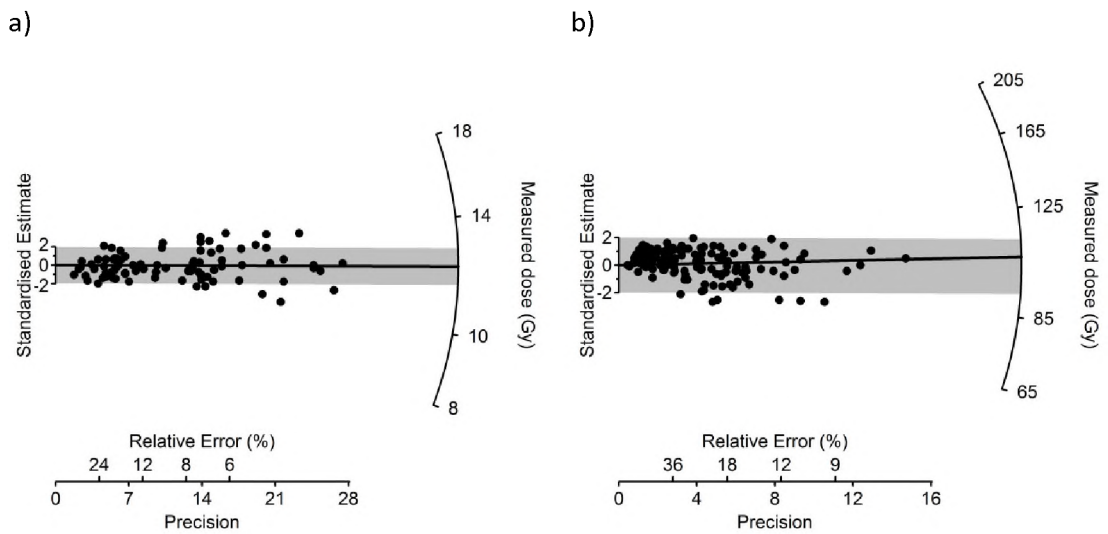 a)
18
14
10
8
Measured dose (Gy)
Standardised Estimate
2
0
-2
Relative Error (%)
24 12 8 6
0 7 14 21 28
Precision
b)
205
165
125
85
65
Measured dose (Gy)
Standardised Estimate
2
0
-2
Relative Error (%)
36 18 12 9
0 4 8 12 16
Precision